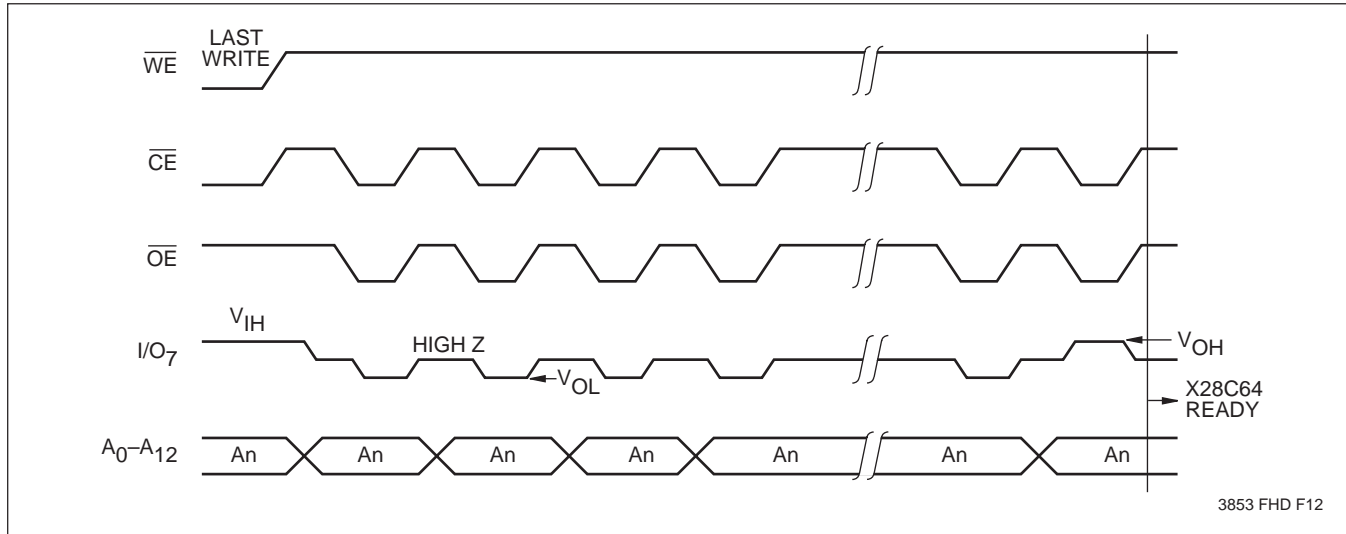 LAST
WRITE
WE
CE
OE
VIH
I/O7
HIGH Z
VOL
VOH
X28C64
READY
A0–A12
An An An An An An An
3853 FHD F12